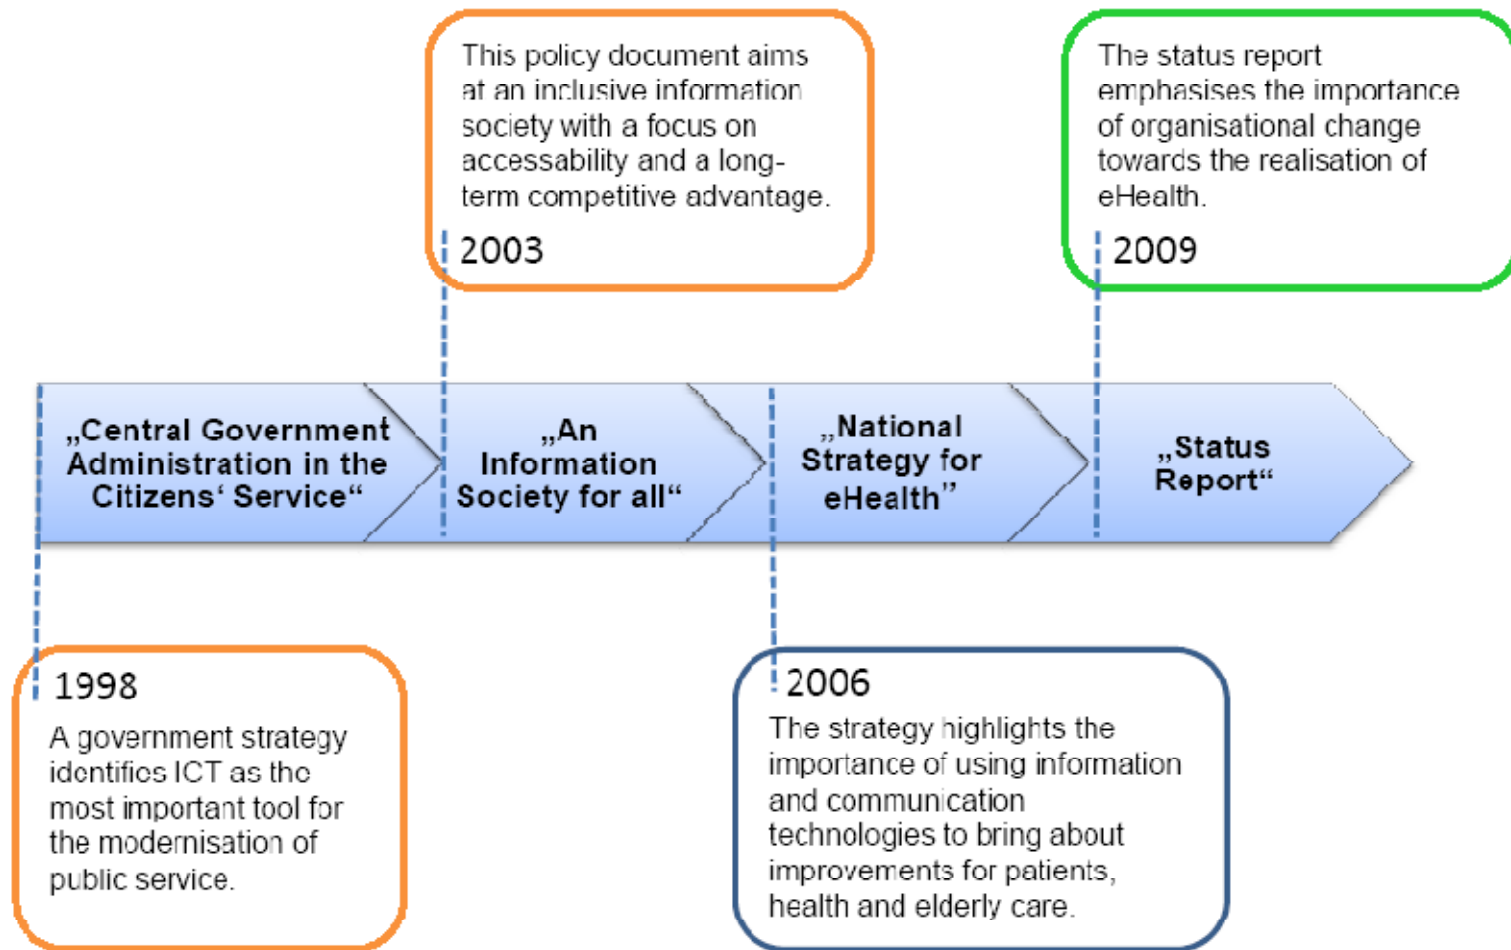 This policy document aims
at an inclusive information
society with a focus on
accessability and a long-
term competitive advantage.
2003
The status report
emphasises the importance
of organisational change
towards the realisation of
eHealth.
2009
„Central Government
Administration in the
Citizens‘ Service“
„An
Information
Society for all“
„National
Strategy for
eHealth”
„Status
Report“
1998
A government strategy
identifies ICT as the
most important tool for
the modernisation of
public service.
2006
The strategy highlights the
importance of using information
and communication
technologies to bring about
improvements for patients,
health and elderly care.